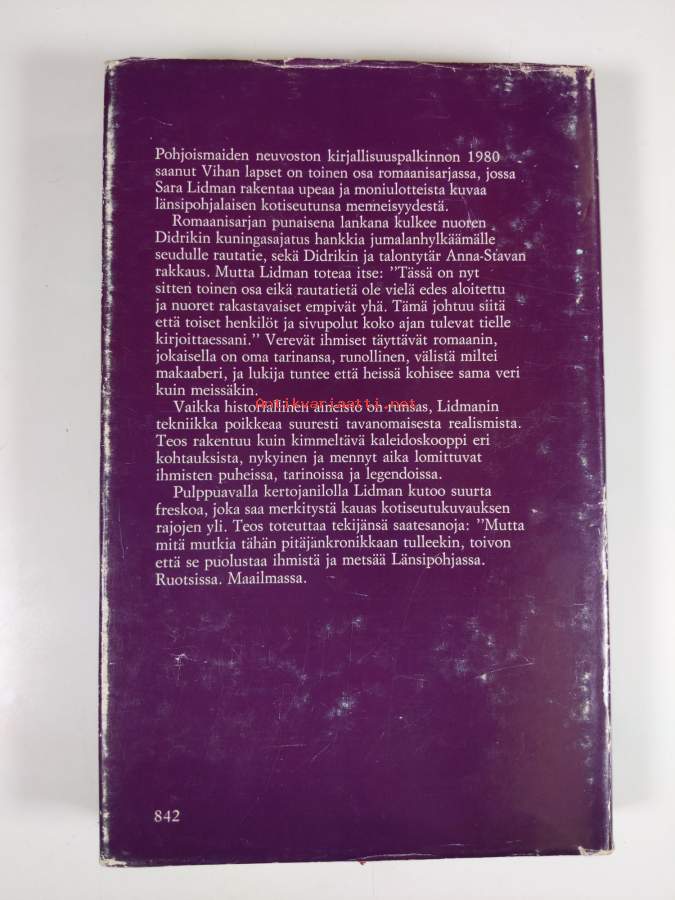 Pohjoismaiden neuvoston kirjallisuuspalkinnon 1980
saanut Vihan lapset on toinen osa romaanisarjassa, jossa
Sara Lidman rakentaa upeaa ja moniulotteista kuvaa
länsipohjalaisen kotiseutunsa menneisyydestä.
Romaanisarjan punaisena lankana kulkee nuoren
Didrikin kuningasajatus hankkia jumalanhylkäämälle
seudulle rautatie, sekä Didrikin ja talontytär Anna-Stavan
rakkaus. Mutta Lidman toteaa itse: ”Tässä on nyt
sitten toinen osa eikä rautatietä ole vielä edes aloitettu
ja nuoret rakastavaiset empivät yhä. Tämä johtuu siitä
että toiset henkilöt ja sivupolut koko ajan tulevat tielle
kirjoittaessani.” Verevät ihmiset täyttävät romaanin,
jokaisella on oma tarinansa, runollinen, välistä miltei
makaaberi, ja lukija tuntee että heissä kohisee sama veri
kuin meissäkin.
Antikvariaatti.net
Vaikka historiallinen aineisto on runsas, Lidmanin
tekniikka poikkeaa suuresti tavanomaisesta realismista.
Teos rakentuu kuin kimmeltävä kaleidoskooppi eri
kohtauksista, nykyinen ja mennyt aika lomittuvat
ihmisten puheissa, tarinoissa ja legendoissa.
Pulppuavalla kertojanilolla Lidman kutoo suurta
freskoa, joka saa merkitystä kauas kotiseutukuvauksen
rajojen yli. Teos toteuttaa tekijänsä saatesanoja: ”Mutta
mitä mutkia tähän pitäjänkronikkaan tulleekin, toivon
että se puolustaa ihmistä ja metsää Länsipohjassa.
Ruotsissa. Maailmassa.
842